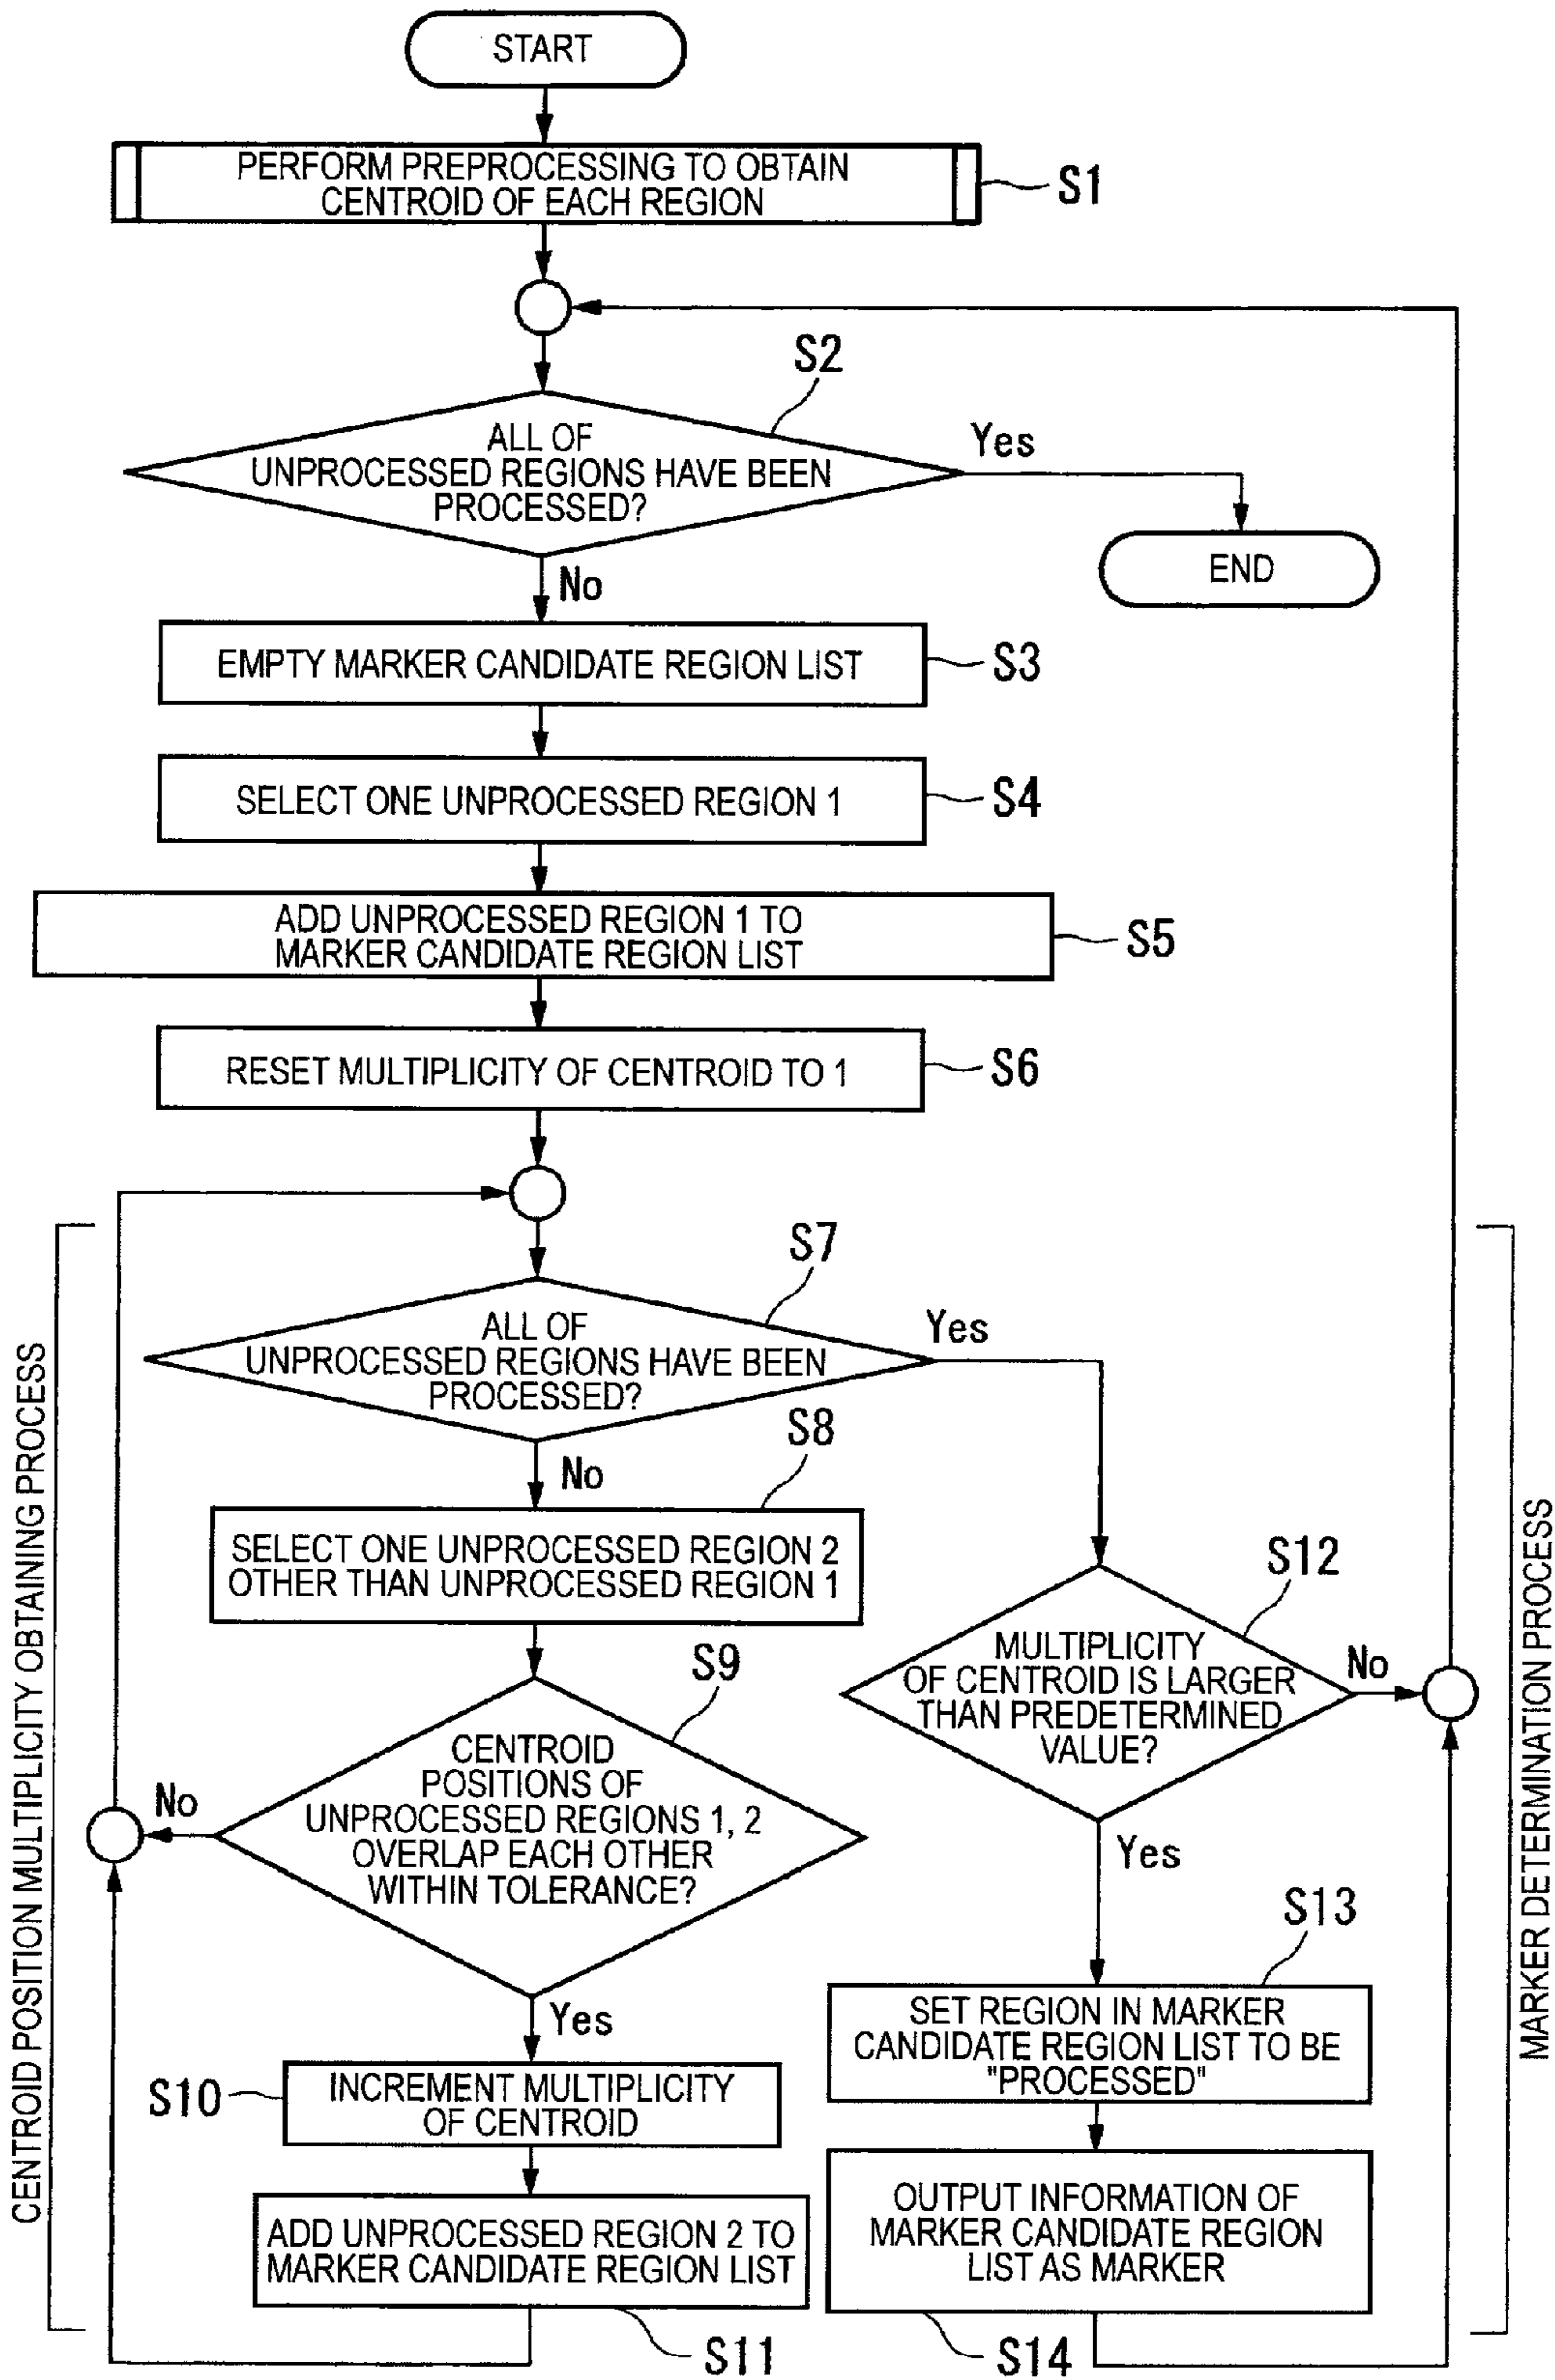 START
PERFORM PREPROCESSING TO OBTAIN
CENTROID OF EACH REGION
S1
S2
ALL OF
UNPROCESSED REGIONS HAVE BEEN
PROCESSED?
Yes
END
No
EMPTY MARKER CANDIDATE REGION LIST
S3
SELECT ONE UNPROCESSED REGION 1
S4
ADD UNPROCESSED REGION 1 TO
MARKER CANDIDATE REGION LIST
S5
RESET MULTIPLICITY OF CENTROID TO 1
S6
CENTROID POSITION MULTIPLICITY OBTAINING PROCESS
S7
ALL OF
UNPROCESSED REGIONS HAVE BEEN
PROCESSED?
Yes
No
S8
SELECT ONE UNPROCESSED REGION 2
OTHER THAN UNPROCESSED REGION 1
S9
CENTROID
POSITIONS OF
UNPROCESSED REGIONS 1, 2
OVERLAP EACH OTHER
WITHIN TOLERANCE?
No
Yes
S10
INCREMENT MULTIPLICITY
OF CENTROID
ADD UNPROCESSED REGION 2 TO
MARKER CANDIDATE REGION LIST
S11
MARKER DETERMINATION PROCESS
S12
MULTIPLICITY
OF CENTROID IS LARGER
THAN PREDETERMINED
VALUE?
No
Yes
S13
SET REGION IN MARKER
CANDIDATE REGION LIST TO BE
"PROCESSED"
OUTPUT INFORMATION OF
MARKER CANDIDATE REGION
LIST AS MARKER
S14